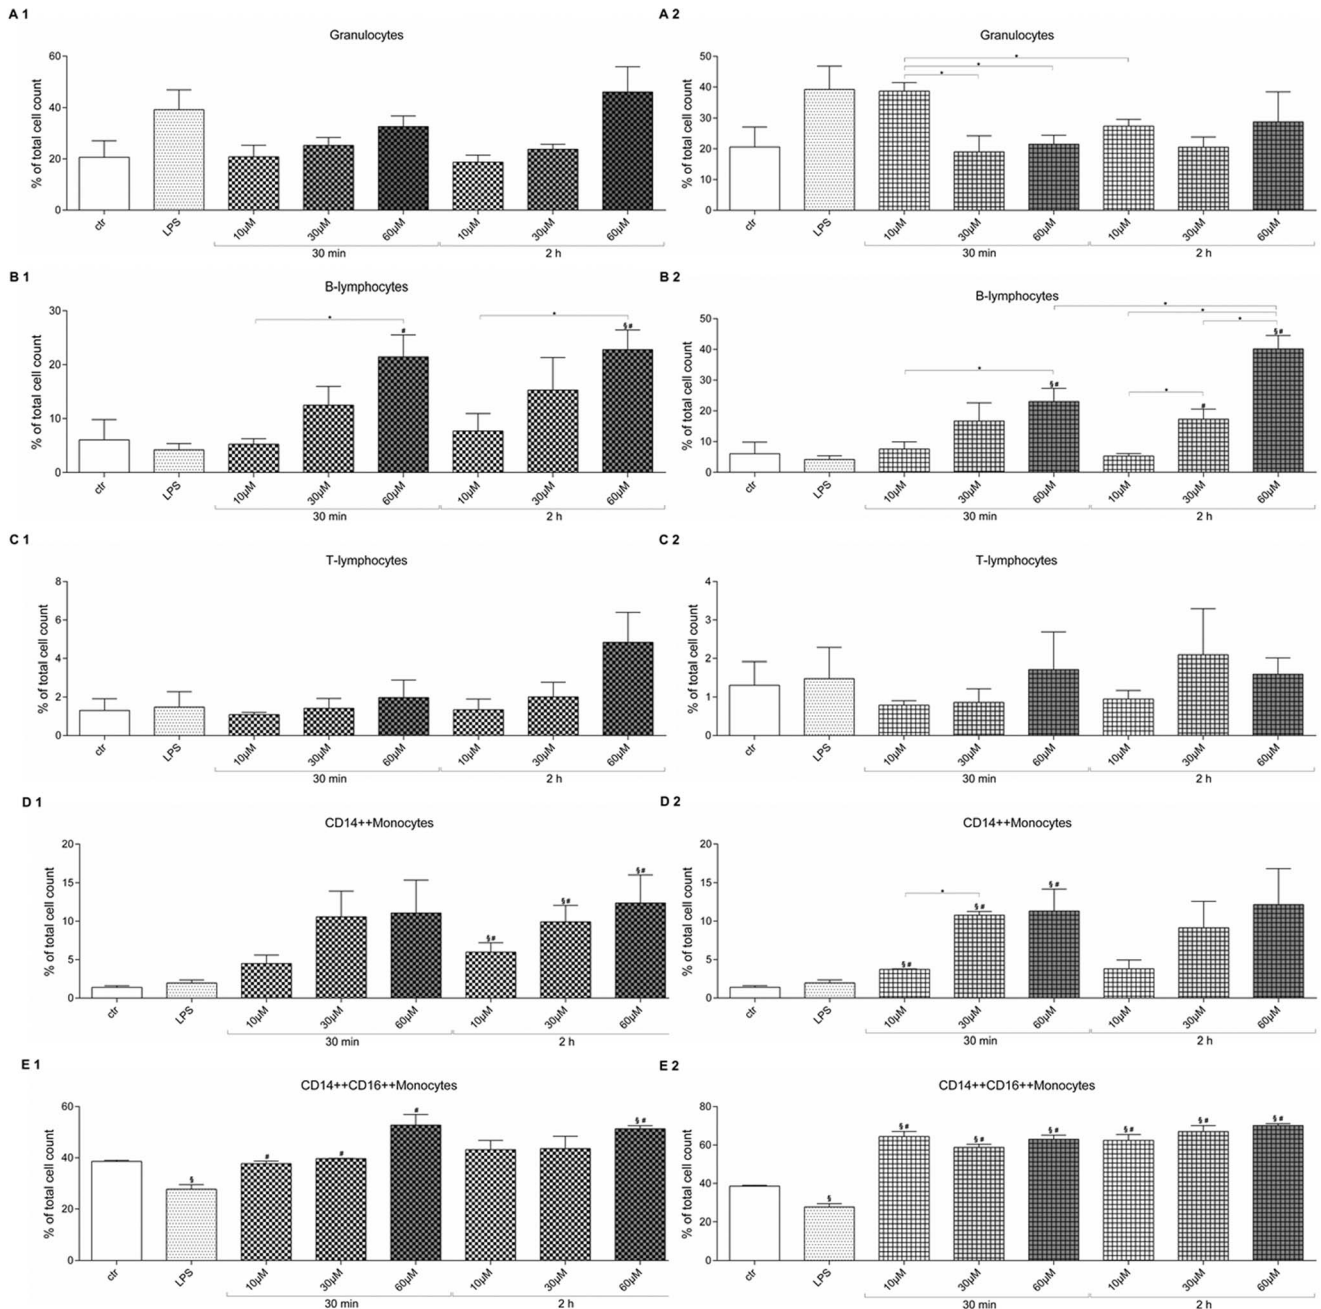 A 1
Granulocytes
% of total cell count
60
40
20
0
ctr LPS 10µM 30µM 60µM 10µM 30µM 60µM
30 min 2 h
A 2
Granulocytes
% of total cell count
* * *
50
40
30
20
10
0
ctr LPS 10µM 30µM 60µM 10µM 30µM 60µM
30 min 2 h
B 1
B-lymphocytes
% of total cell count
* *
# §#
30
20
10
0
ctr LPS 10µM 30µM 60µM 10µM 30µM 60µM
30 min 2 h
B 2
B-lymphocytes
% of total cell count
* * *
* *
§# # §#
50
40
30
20
10
0
ctr LPS 10µM 30µM 60µM 10µM 30µM 60µM
30 min 2 h
C 1
T-lymphocytes
% of total cell count
8
6
4
2
0
ctr LPS 10µM 30µM 60µM 10µM 30µM 60µM
30 min 2 h
C 2
T-lymphocytes
% of total cell count
4
3
2
1
0
ctr LPS 10µM 30µM 60µM 10µM 30µM 60µM
30 min 2 h
D 1
CD14++Monocytes
% of total cell count
§# §# §#
20
15
10
5
0
ctr LPS 10µM 30µM 60µM 10µM 30µM 60µM
30 min 2 h
D 2
CD14++Monocytes
% of total cell count
*
§# §# §#
20
15
10
5
0
ctr LPS 10µM 30µM 60µM 10µM 30µM 60µM
30 min 2 h
E 1
CD14++CD16++Monocytes
% of total cell count
§ # # # §#
60
40
20
0
ctr LPS 10µM 30µM 60µM 10µM 30µM 60µM
30 min 2 h
E 2
CD14++CD16++Monocytes
% of total cell count
§ §# §# §# §# §# §#
80
60
40
20
0
ctr LPS 10µM 30µM 60µM 10µM 30µM 60µM
30 min 2 h